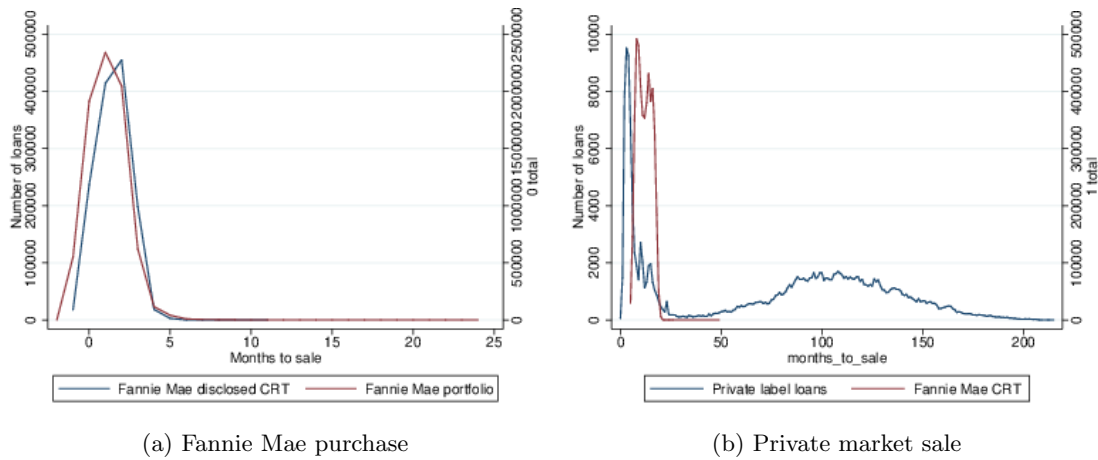 500000
400000
300000
200000
100000
0
Number of loans
2500000
2000000
1500000
1000000
500000
0
0 total
0 5 10 15 20 25
Months to sale
Fannie Mae disclosed CRT Fannie Mae portfolio
(a) Fannie Mae purchase
10000
8000
6000
4000
2000
0
Number of loans
500000
400000
300000
200000
100000
0
1 total
0 50 100 150 200
months_to_sale
Private label loans Fannie Mae CRT
(b) Private market sale